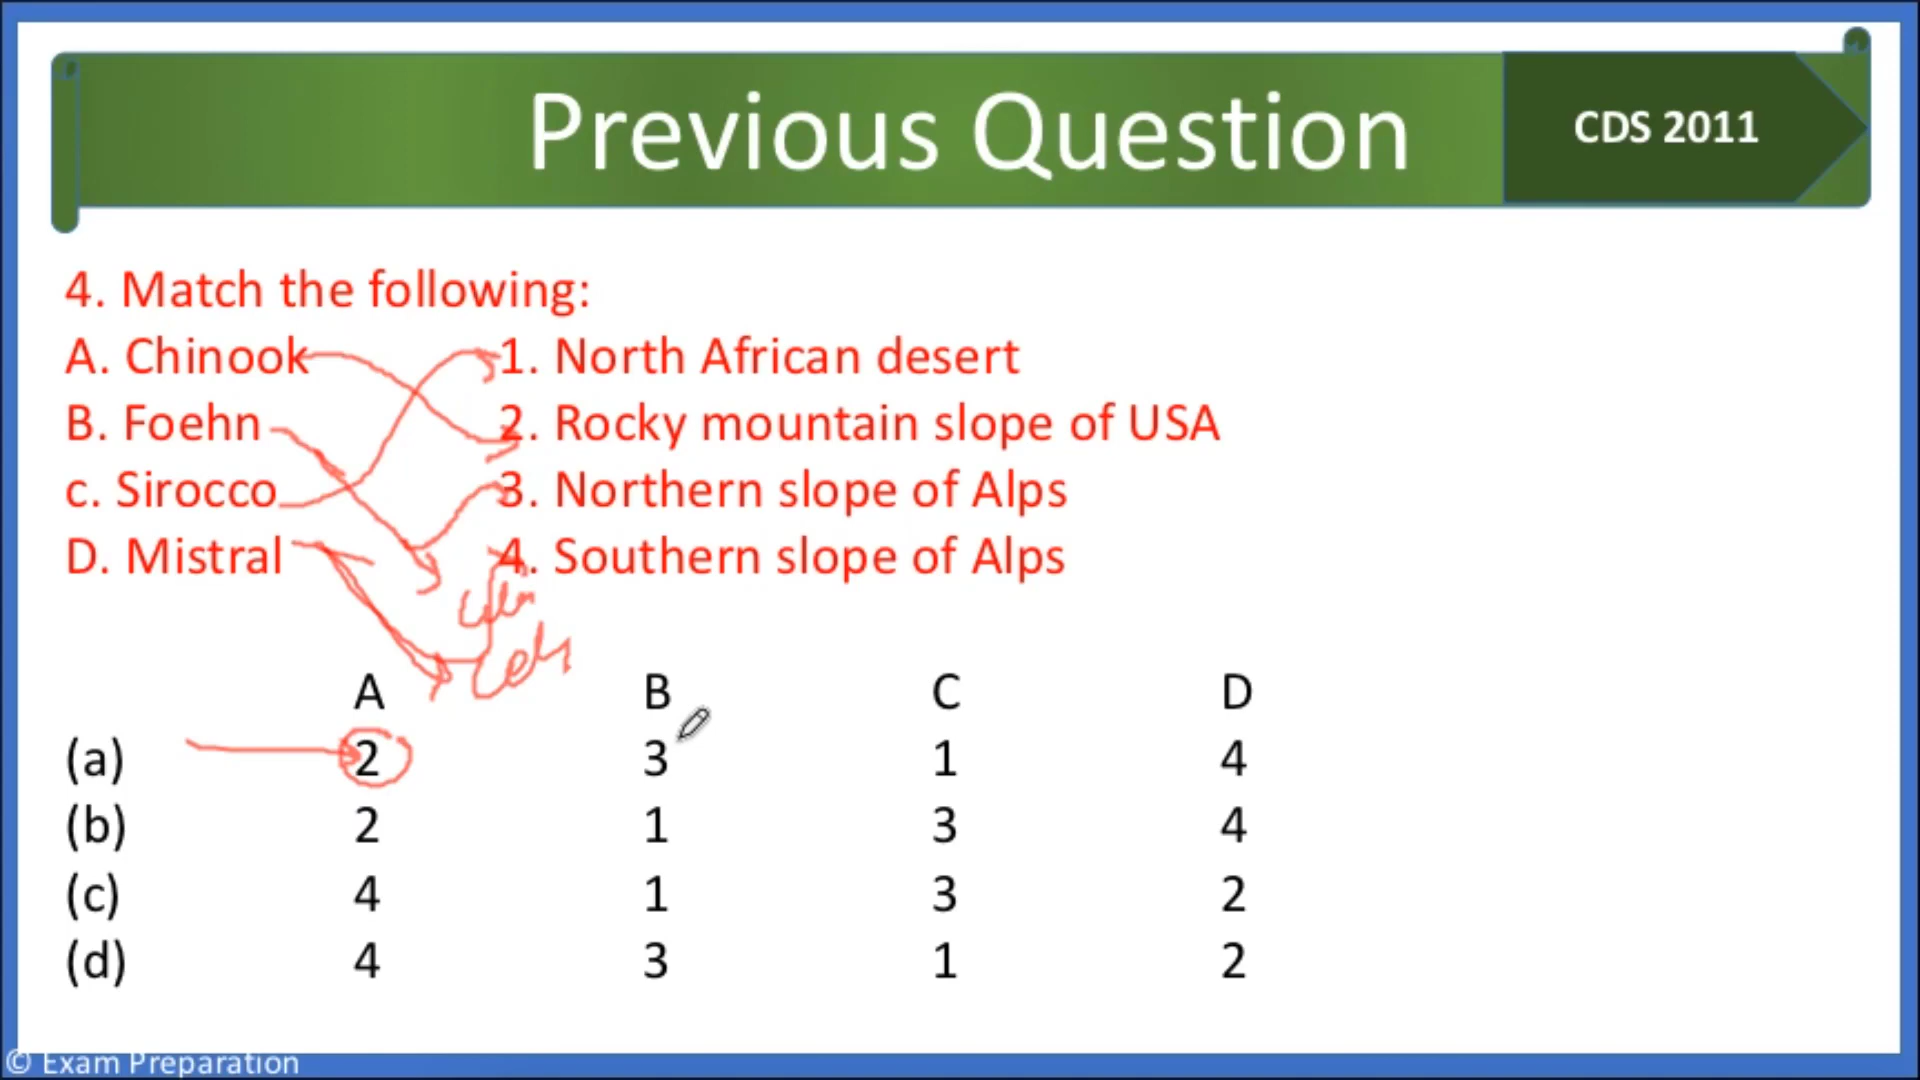 Previous Question
CDS 2011
4. Match the following:
A. Chinook 1. North African desert
B. Foehn 2. Rocky mountain slope of USA
c. Sirocco 3. Northern slope of Alps
D. Mistral 4. Southern slope of Alps
A B C D
(a) 2 3 1 4
(b) 2 1 3 4
(c) 4 1 3 2
(d) 4 3 1 2
© Exam Preparation